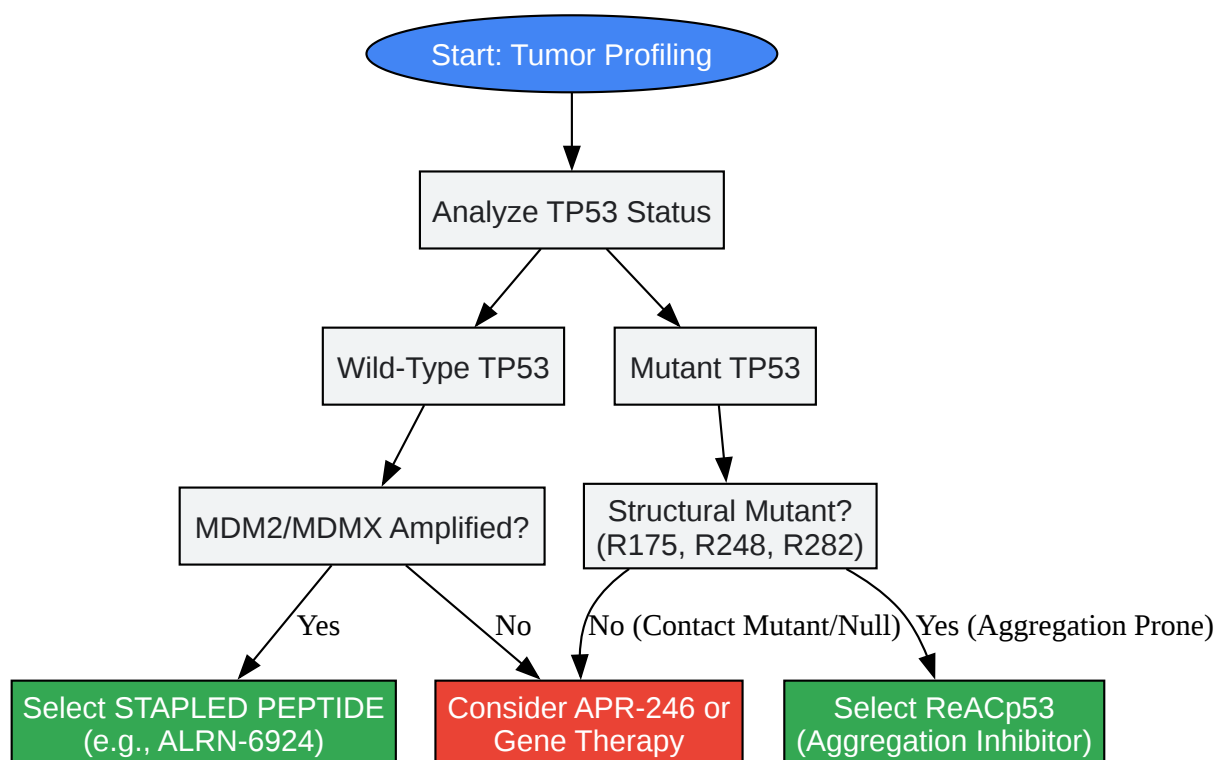 Start: Tumor Profiling
Analyze TP53 Status
Wild-Type TP53
Mutant TP53
MDM2/MDMX Amplified?
Structural Mutant?
(R175, R248, R282)
Yes
No
No (Contact Mutant/Null)
Yes (Aggregation Prone)
Select STAPLED PEPTIDE
(e.g., ALRN-6924)
Consider APR-246 or
Gene Therapy
Select ReACp53
(Aggregation Inhibitor)